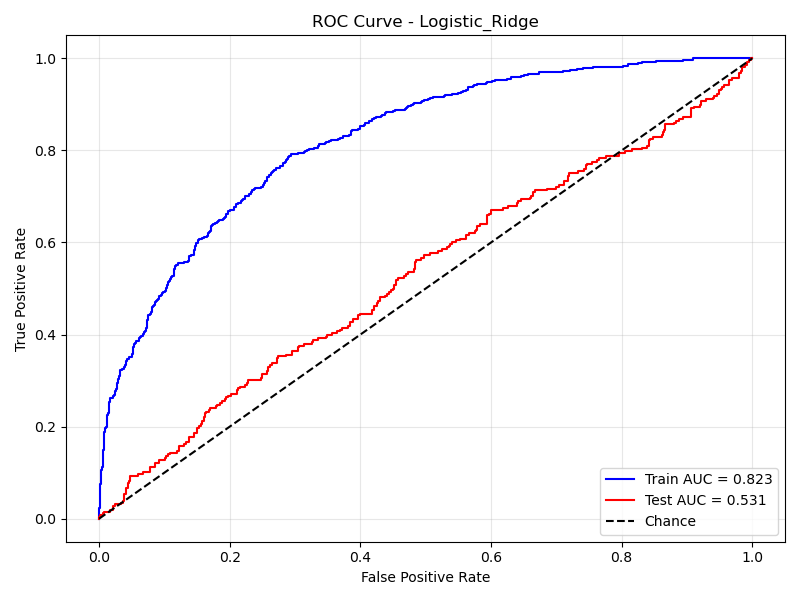 ROC Curve - Logistic_Ridge
True Positive Rate
1.0
0.8
0.6
0.4
0.2
0.0
Train AUC = 0.823
Test AUC = 0.531
Chance
0.0 0.2 0.4 0.6 0.8 1.0
False Positive Rate